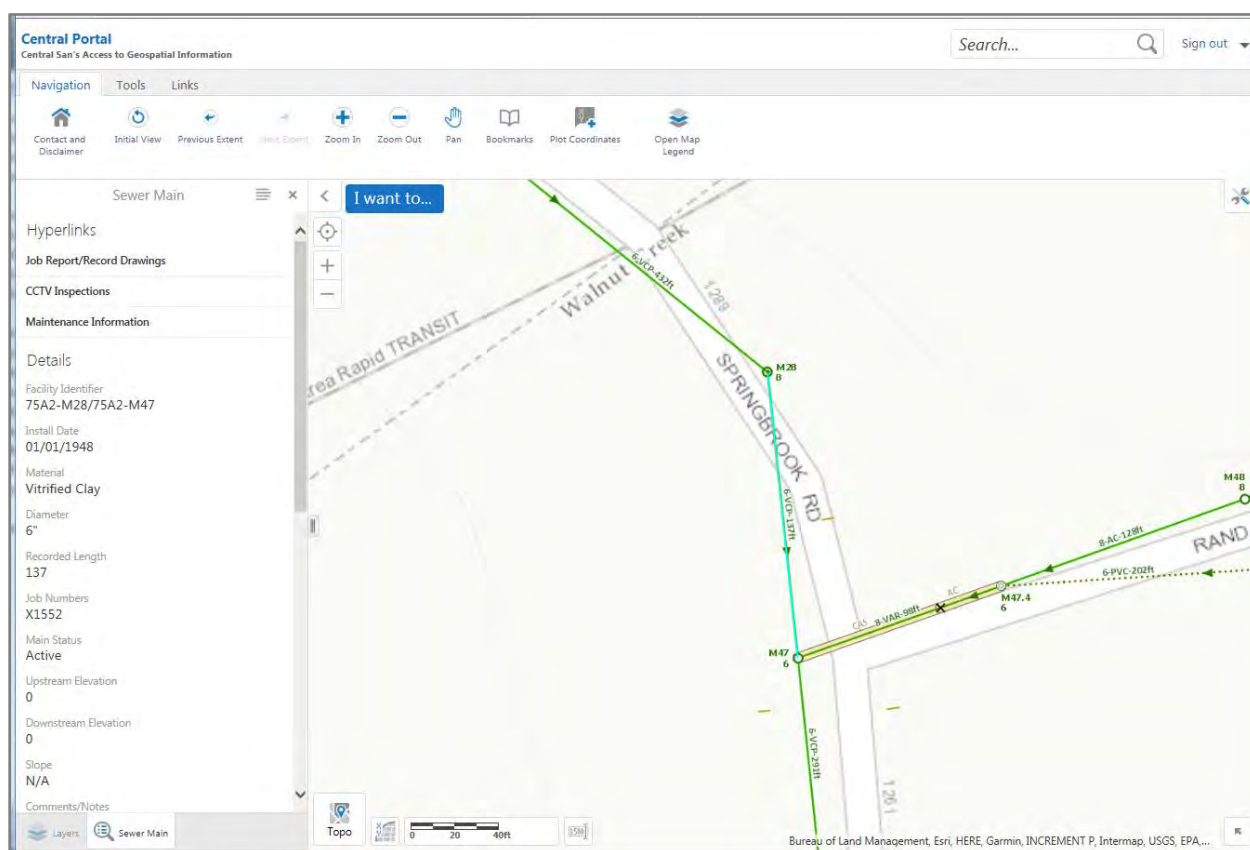 Central Portal
Central San's Access to Geospatial Information
Search...
Sign out
Navigation Tools Links
Contact and Disclaimer
Initial View
Previous Extent
Next Extent
Zoom In
Zoom Out
Pan
Bookmarks
Plot Coordinates
Open Map Legend
Sewer Main
Hyperlinks
Job Report/Record Drawings
CCTV Inspections
Maintenance Information
Details
Facility Identifier
75A2-M28/75A2-M47
Install Date
01/01/1948
Material
Vitrified Clay
Diameter
6"
Recorded Length
137
Job Numbers
X1552
Main Status
Active
Upstream Elevation
0
Downstream Elevation
0
Slope
N/A
Comments/Notes
Layers
Sewer Main
I want to...
6-VCP-432ft
Walnut Creek
1289
rea Rapid TRANSIT
M28
8
SPRINGBROOK RD
6-VCP-137ft
M48
8
8-AC-128ft
RAND
6-PVC-202ft
AC
M47.4
6
CAS
8-VAR-98ft
M47
6
6-VCP-291ft
1261
Topo
0 20 40ft
Bureau of Land Management, Esri, HERE, Garmin, INCREMENT P, Intermap, USGS, EPA,...